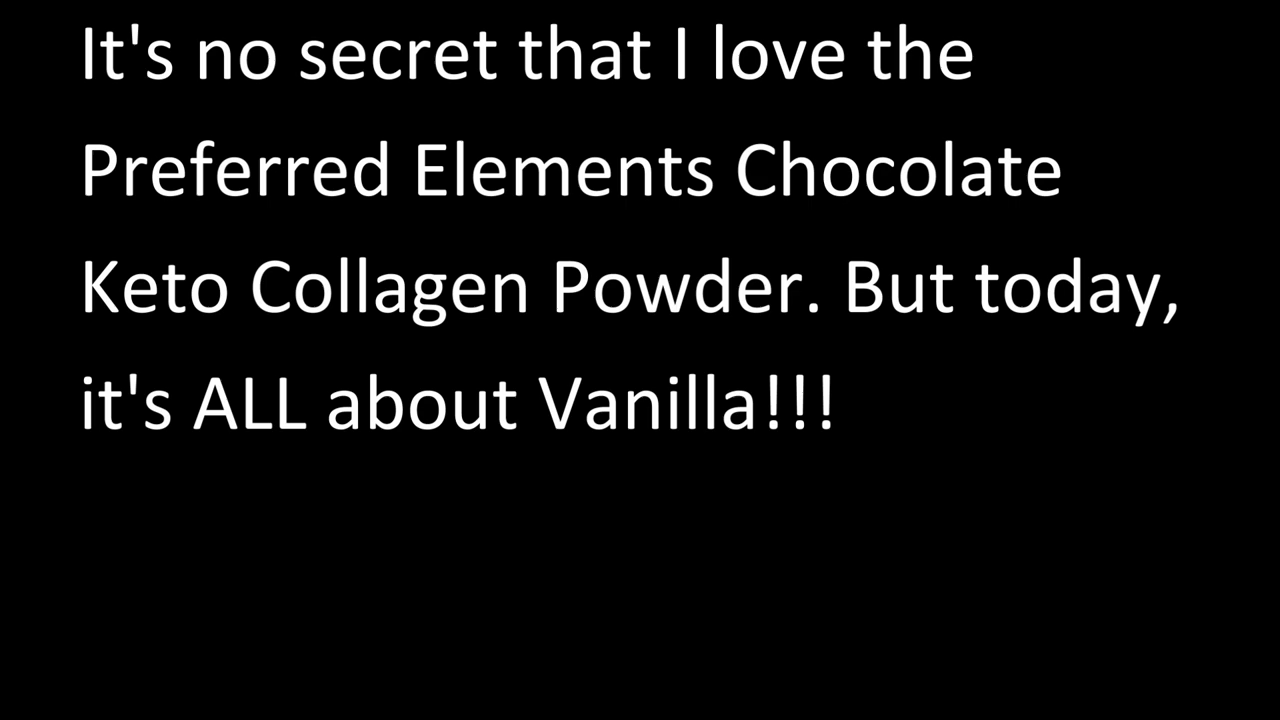 It's no secret that I love the
Preferred Elements Chocolate
Keto Collagen Powder. But today,
it's ALL about Vanilla!!!